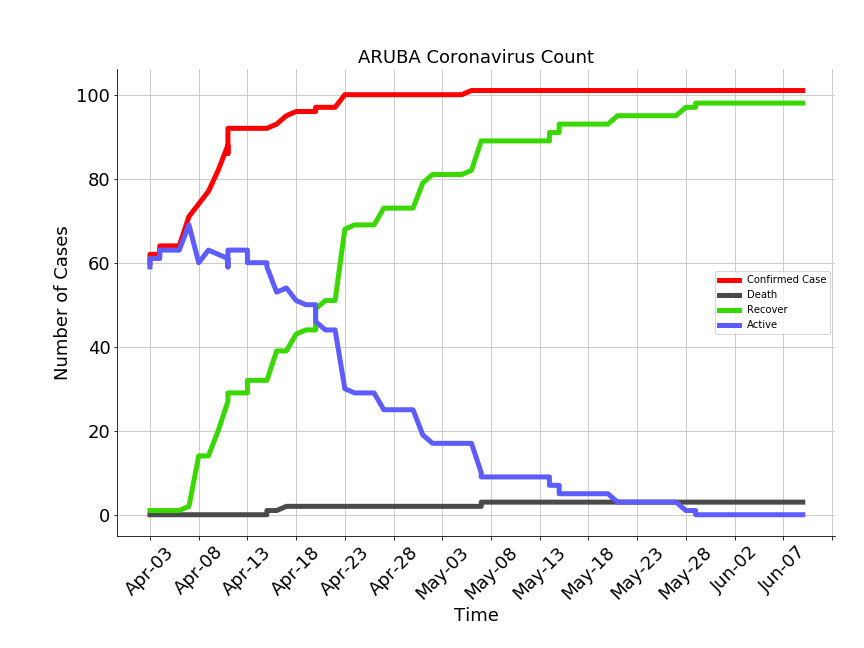 ARUBA Coronavirus Count
Number of Cases
100
80
60
40
20
0
Confirmed Case
Death
Recover
Active
Apr-03
Apr-08
Apr-13
Apr-18
Apr-23
Apr-28
May-03
May-08
May-13
May-18
May-23
May-28
Jun-02
Jun-07
Time